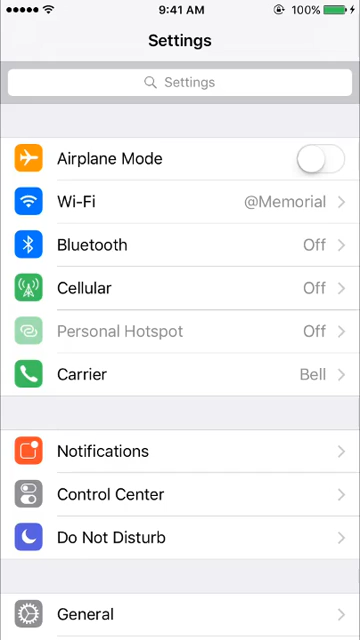 9:41 AM 100%
Settings
Settings
Airplane Mode
Wi-Fi @Memorial
Bluetooth Off
Cellular Off
Personal Hotspot Off
Carrier Bell
Notifications
Control Center
Do Not Disturb
General